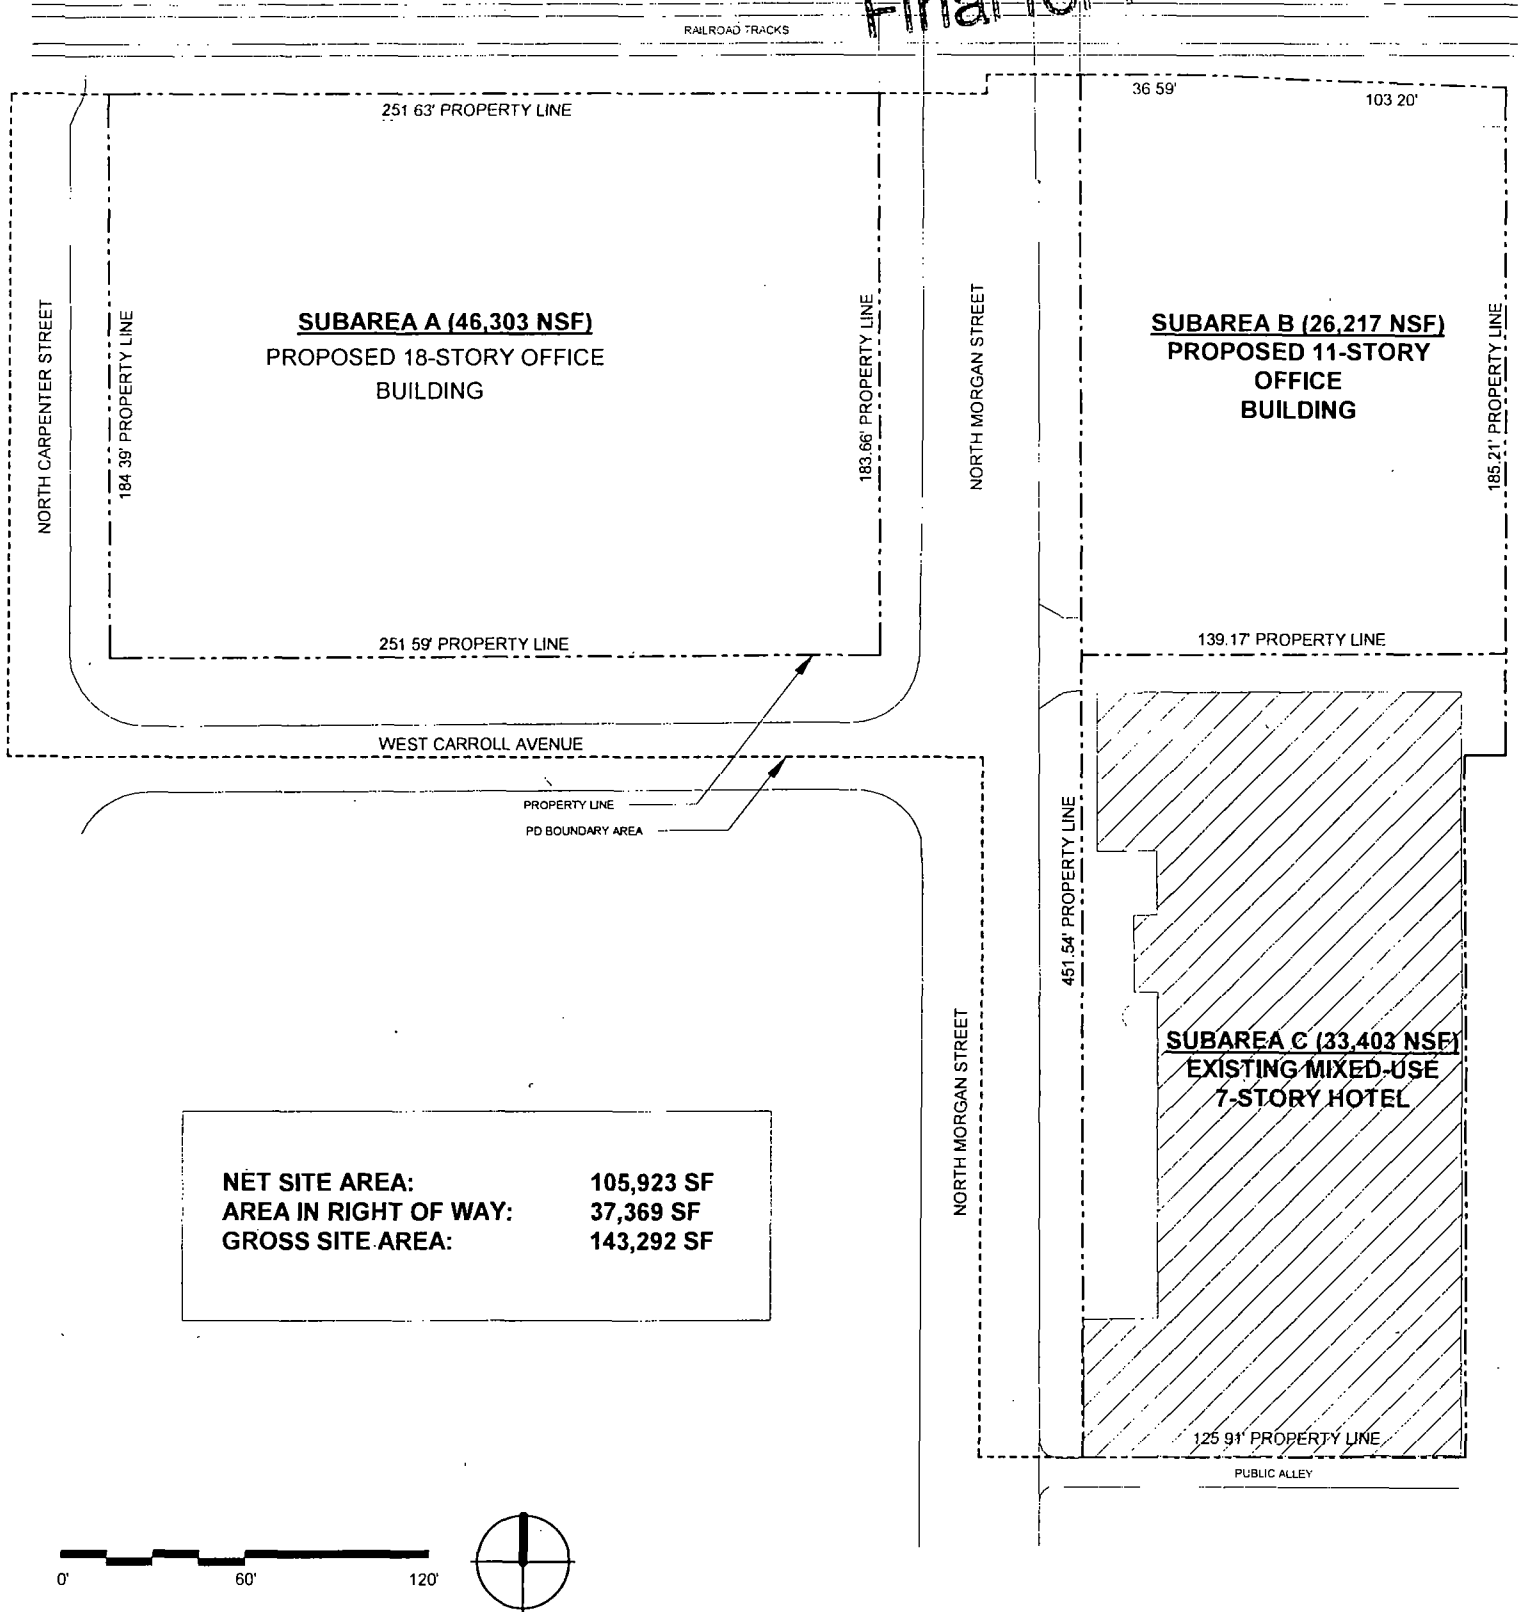 Final for
RAILROAD TRACKS
251 63' PROPERTY LINE
36 59'
103 20'
NORTH CARPENTER STREET
184 39' PROPERTY LINE
SUBAREA A (46,303 NSF)
PROPOSED 18-STORY OFFICE
BUILDING
183.66' PROPERTY LINE
NORTH MORGAN STREET
SUBAREA B (26,217 NSF)
PROPOSED 11-STORY
OFFICE
BUILDING
185.21' PROPERTY LINE
251 59' PROPERTY LINE
139.17' PROPERTY LINE
WEST CARROLL AVENUE
PROPERTY LINE
PD BOUNDARY AREA
451.54' PROPERTY LINE
NORTH MORGAN STREET
SUBAREA C (33,403 NSF)
EXISTING MIXED-USE
7-STORY HOTEL
NET SITE AREA: 105,923 SF
AREA IN RIGHT OF WAY: 37,369 SF
GROSS SITE AREA: 143,292 SF
125 91' PROPERTY LINE
PUBLIC ALLEY
0' 60' 120'